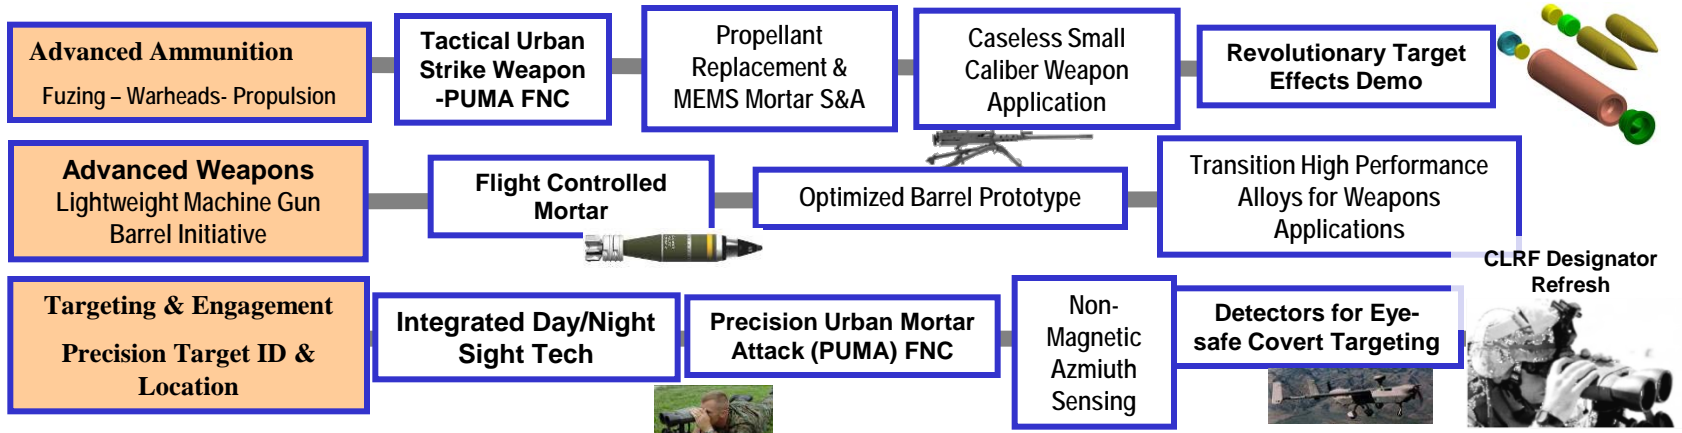 Advanced Ammunition
Fuzing – Warheads- Propulsion
Tactical Urban
Strike Weapon
-PUMA FNC
Propellant
Replacement &
MEMS Mortar S&A
Caseless Small
Caliber Weapon
Application
Revolutionary Target
Effects Demo
Advanced Weapons
Lightweight Machine Gun
Barrel Initiative
Flight Controlled
Mortar
Optimized Barrel Prototype
Transition High Performance
Alloys for Weapons
Applications
Targeting & Engagement
Precision Target ID &
Location
Integrated Day/Night
Sight Tech
Precision Urban Mortar
Attack (PUMA) FNC
Non-
Magnetic
Azmiuth
Sensing
Detectors for Eye-
safe Covert Targeting
CLRF Designator
Refresh